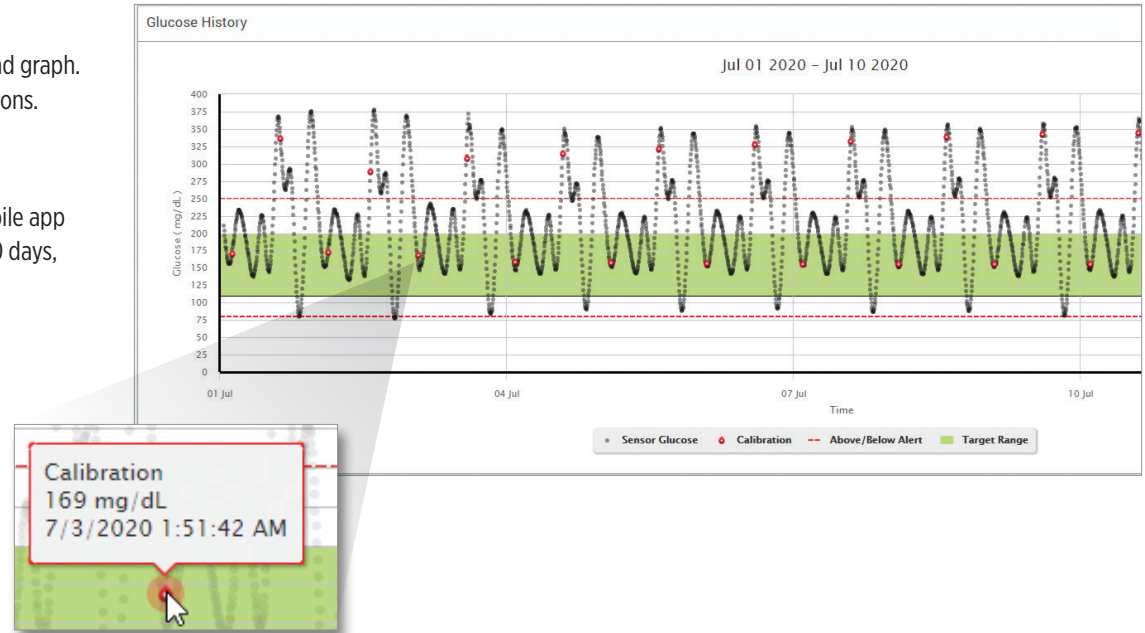 nd graph.
ons.
bile app
0 days,
Glucose History
Jul 01 2020 – Jul 10 2020
Glucose ( mg/dL )
400
375
350
325
300
275
250
225
200
175
150
125
100
75
50
25
0
01 Jul
04 Jul
07 Jul
10 Jul
Time
Sensor Glucose
Calibration
Above/Below Alert
Target Range
Calibration
169 mg/dL
7/3/2020 1:51:42 AM